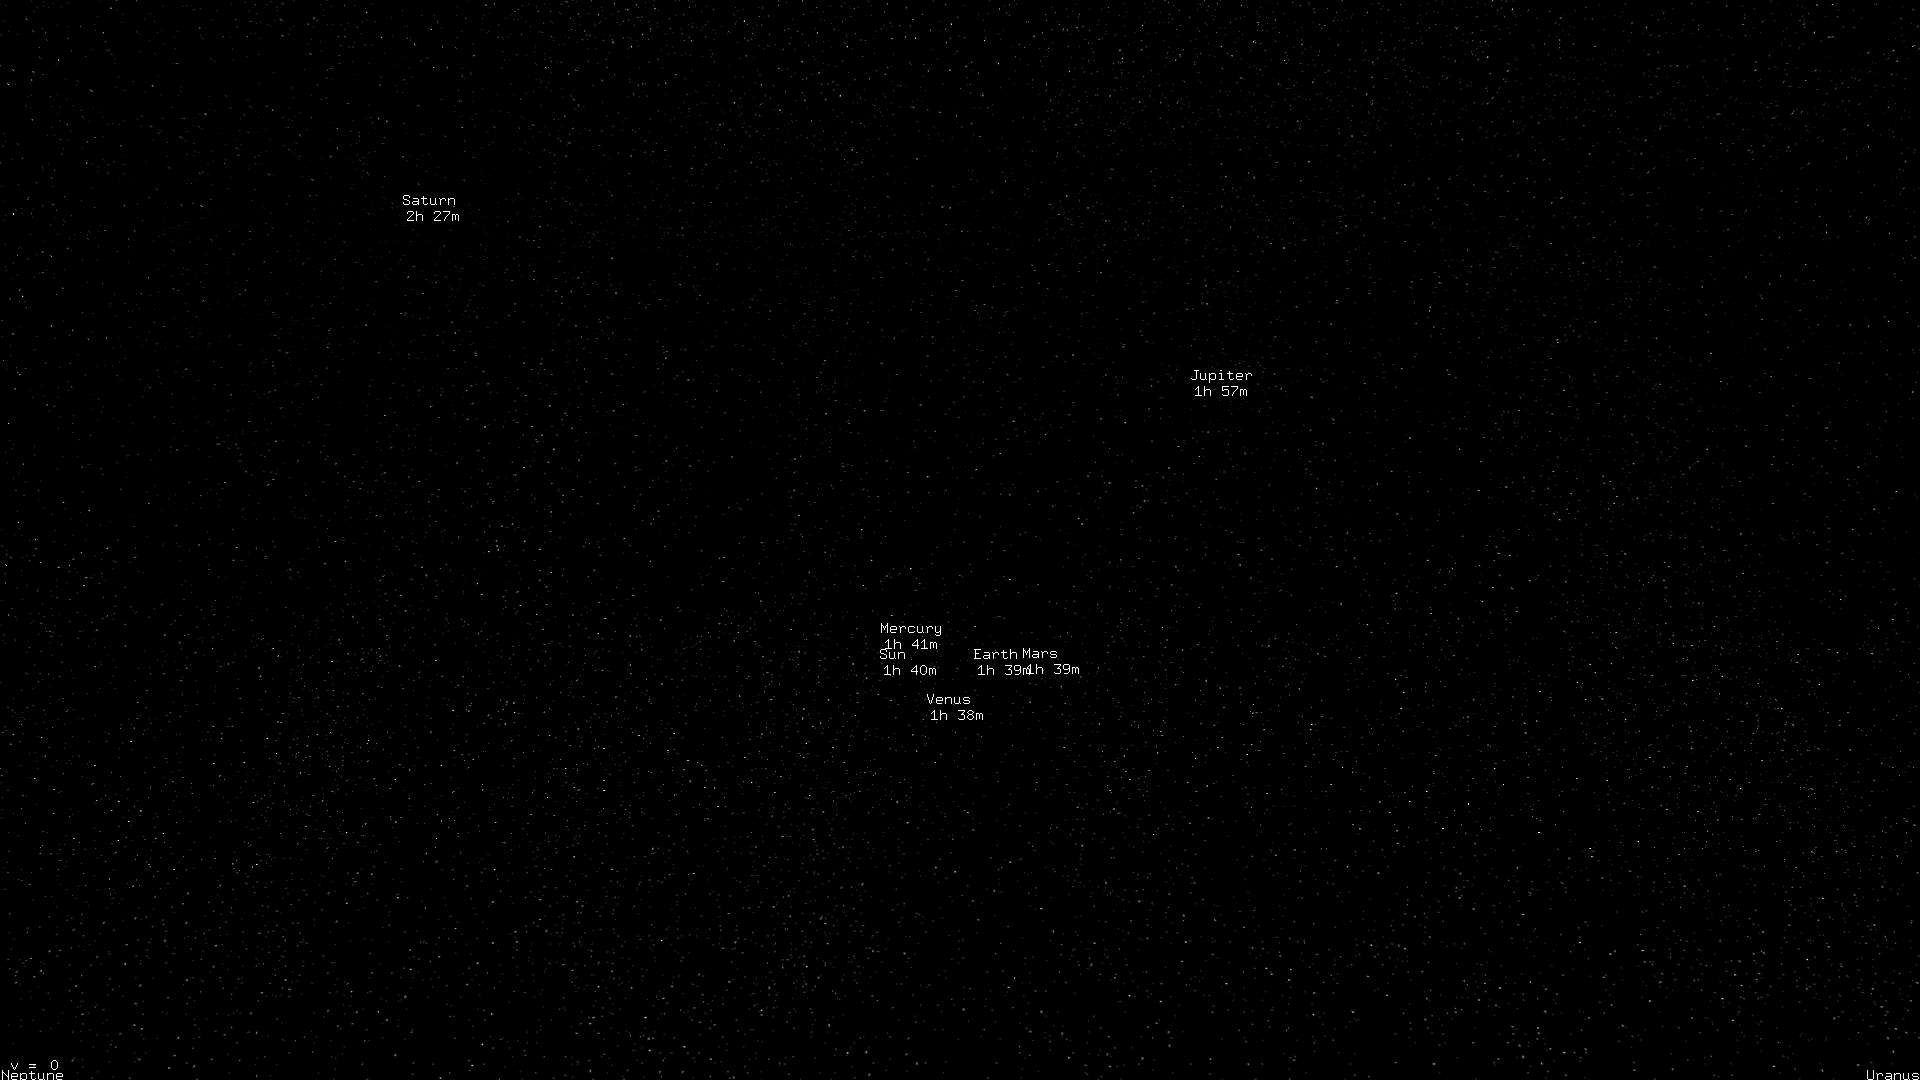 Saturn
2h 27m
Jupiter
1h 57m
Mercury
1h 41m
Sun
1h 40m
Earth
1h 39m
Mars
1h 39m
Venus
1h 38m
v = 0
Neptune
Uranus